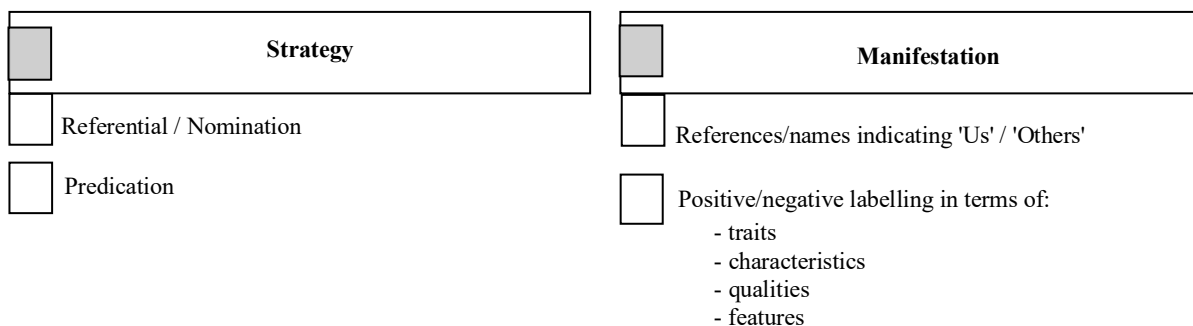 Strategy
Manifestation
Referential / Nomination
References/names indicating 'Us' / 'Others'
Predication
Positive/negative labelling in terms of:
- traits
- characteristics
- qualities
- features